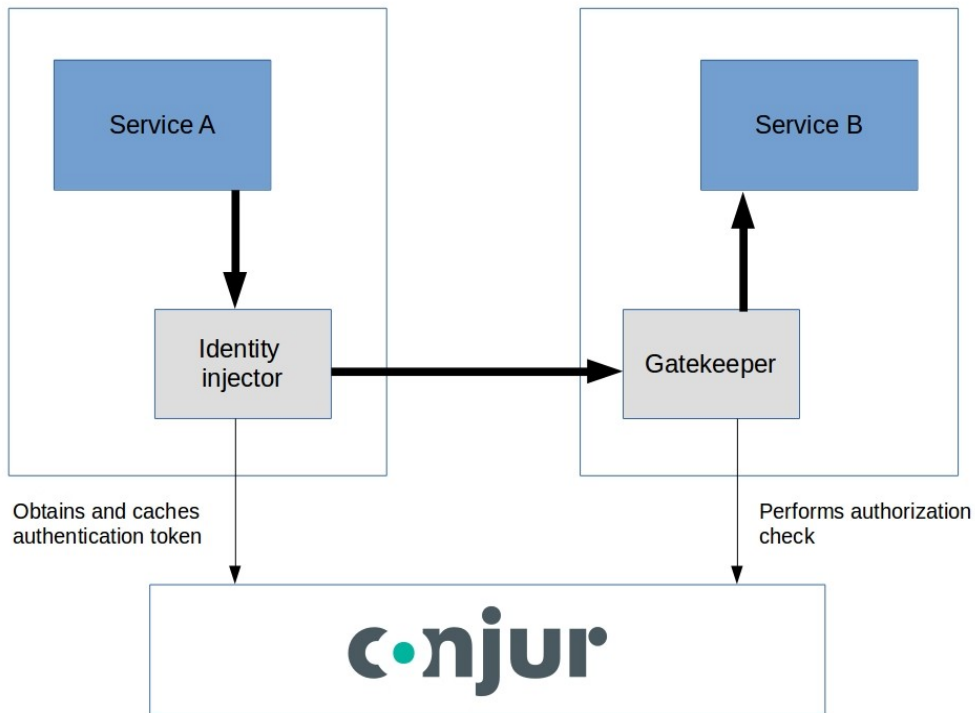 Service A
Service B
Identity
injector
Gatekeeper
Obtains and caches
authentication token
Performs authorization
check
conjur